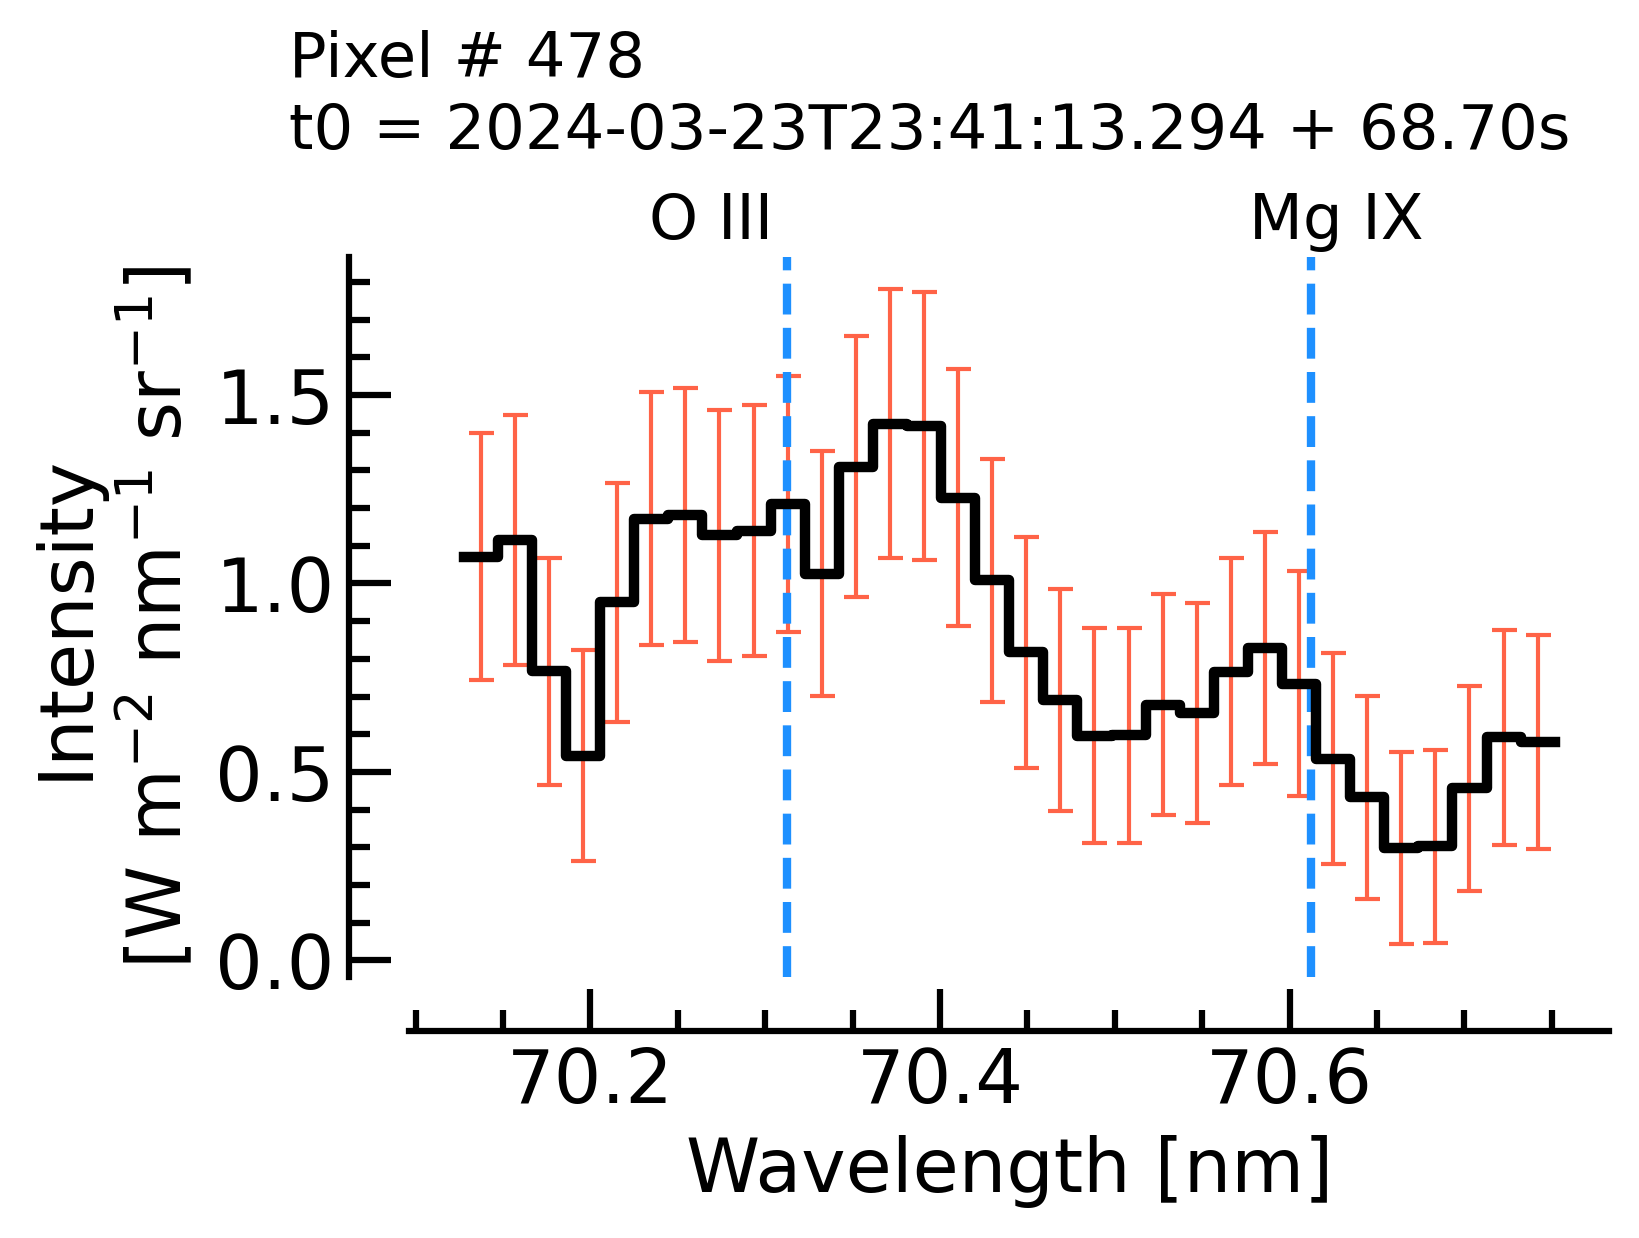 Pixel # 478
t0 = 2024-03-23T23:41:13.294 + 68.70s
O III
Mg IX
Intensity
[W m⁻² nm⁻¹ sr⁻¹]
1.5
1.0
0.5
0.0
70.2
70.4
70.6
Wavelength [nm]